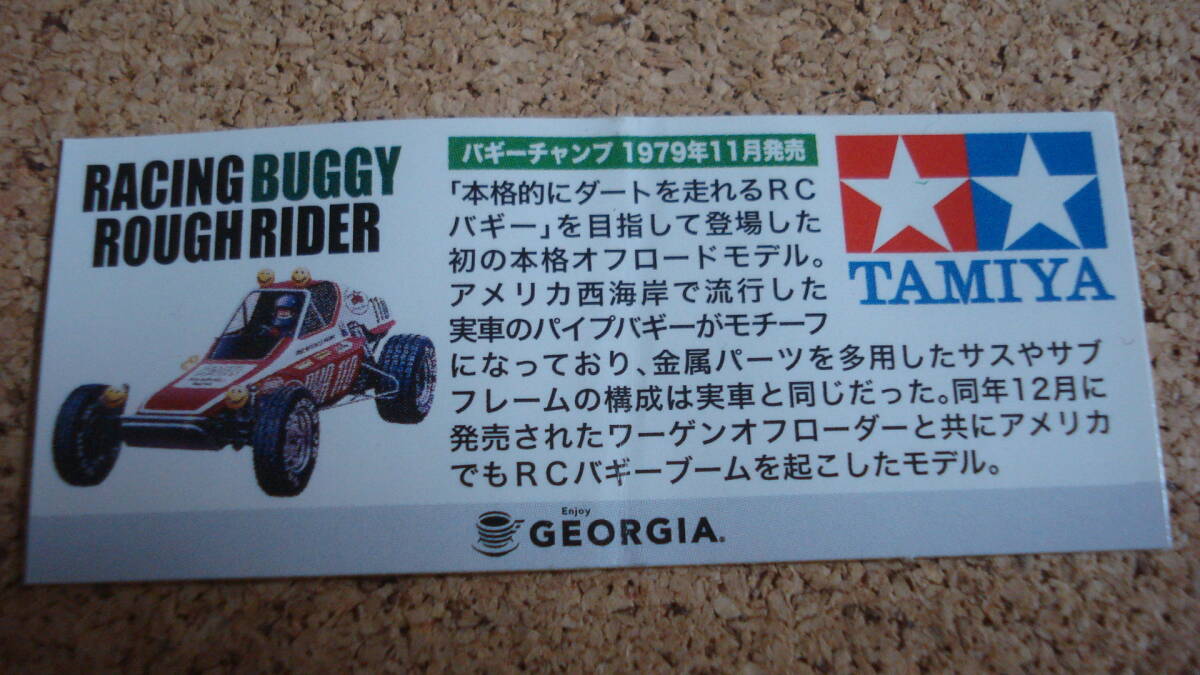 RACING BUGGY
ROUGH RIDER
バギーチャンプ 1979年11月発売
「本格的にダートを走れるRC
バギー」を目指して登場した
初の本格オフロードモデル。
アメリカ西海岸で流行した
実車のパイプバギーがモチーフ
になっており、金属パーツを多用したサスやサブ
フレームの構成は実車と同じだった。同年12月に
発売されたワーゲンオフローダーと共にアメリカ
でもRCバギーブームを起こしたモデル。
TAMIYA
Enjoy
GEORGIA®